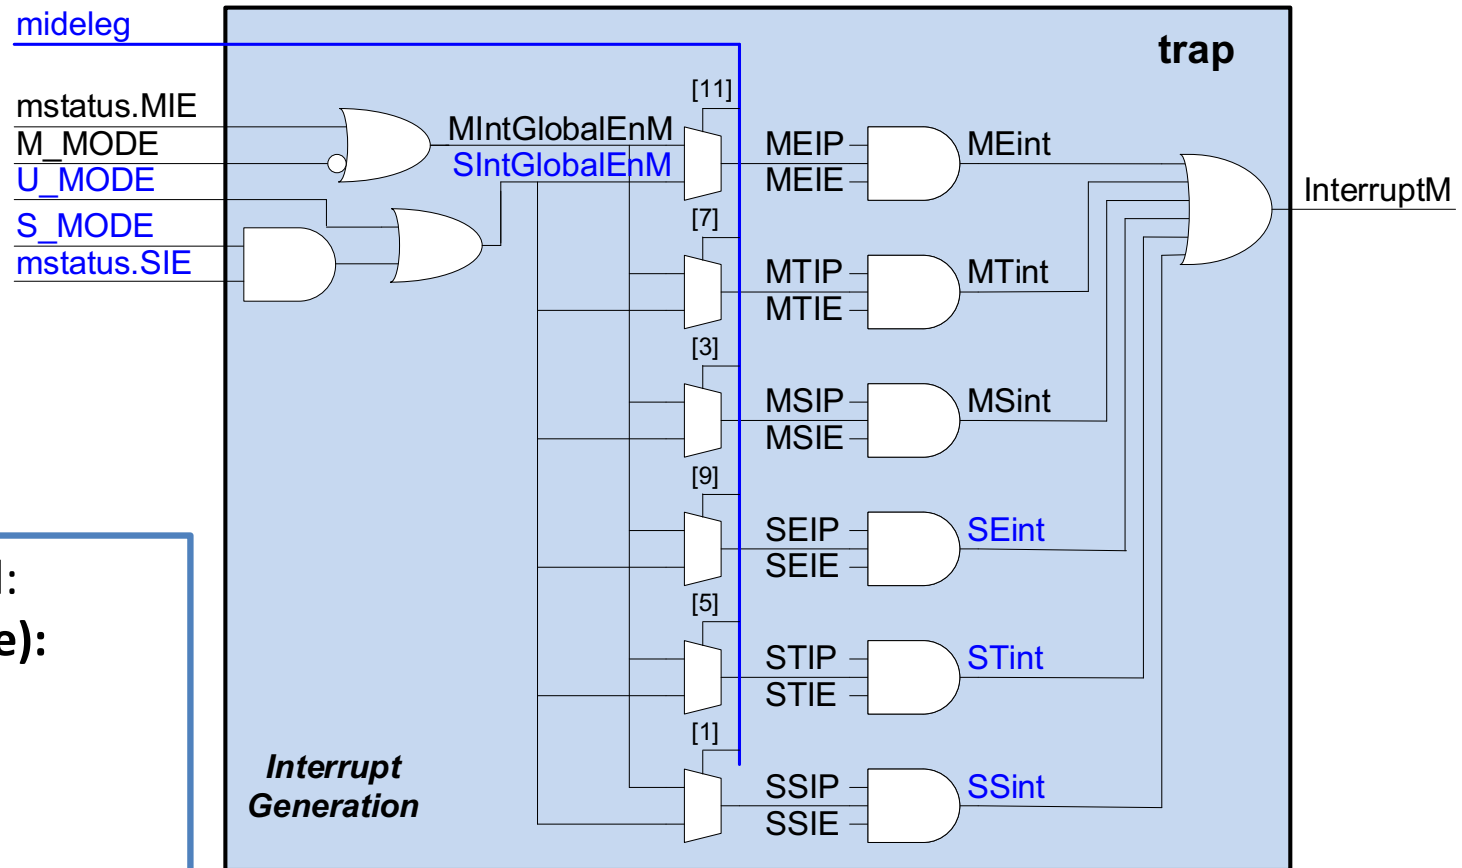 mideleg
trap
[11]
mstatus.MIE
M_MODE
U_MODE
S_MODE
mstatus.SIE
MIntGlobalEnM
SIntGlobalEnM
MEIP
MEIE
MEint
InterruptM
[7]
MTIP
MTIE
MTint
[3]
MSIP
MSIE
MSint
[9]
SEIP
SEIE
SEint
[5]
STIP
STIE
STint
[1]
SSIP
SSIE
SSint
Interrupt
Generation
e):